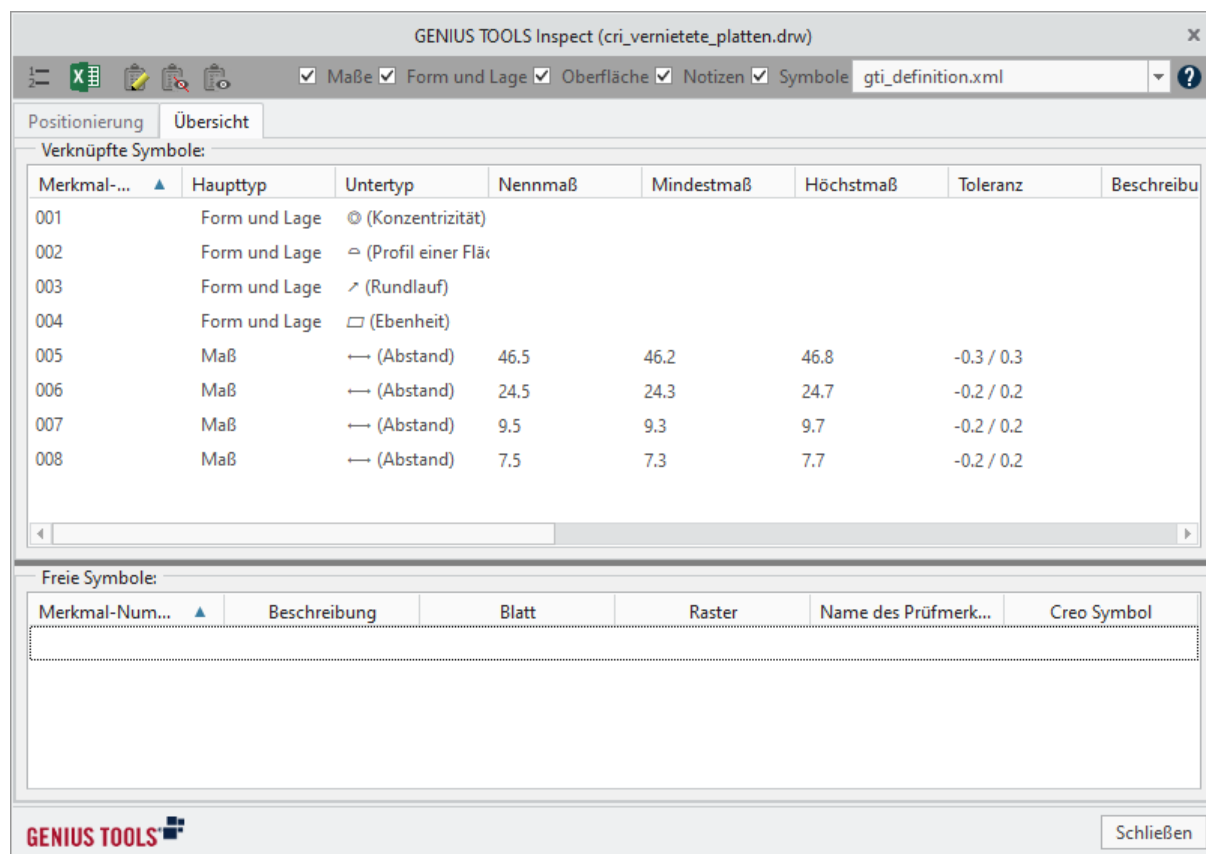 GENIUS TOOLS Inspect (cri_vernietete_platten.drw)
Maße Form und Lage Oberfläche Notizen Symbole gti_definition.xml
Positionierung Übersicht
Verknüpfte Symbole:
Merkmal-... Haupttyp Untertyp Nennmaß Mindestmaß Höchstmaß Toleranz Beschreibu
001 Form und Lage ◎ (Konzentrizität)
002 Form und Lage ⌓ (Profil einer Fläc
003 Form und Lage ↗ (Rundlauf)
004 Form und Lage ▱ (Ebenheit)
005 Maß ⟷ (Abstand) 46.5 46.2 46.8 -0.3 / 0.3
006 Maß ⟷ (Abstand) 24.5 24.3 24.7 -0.2 / 0.2
007 Maß ⟷ (Abstand) 9.5 9.3 9.7 -0.2 / 0.2
008 Maß ⟷ (Abstand) 7.5 7.3 7.7 -0.2 / 0.2
Freie Symbole:
Merkmal-Num... Beschreibung Blatt Raster Name des Prüfmerk... Creo Symbol
GENIUS TOOLS
Schließen